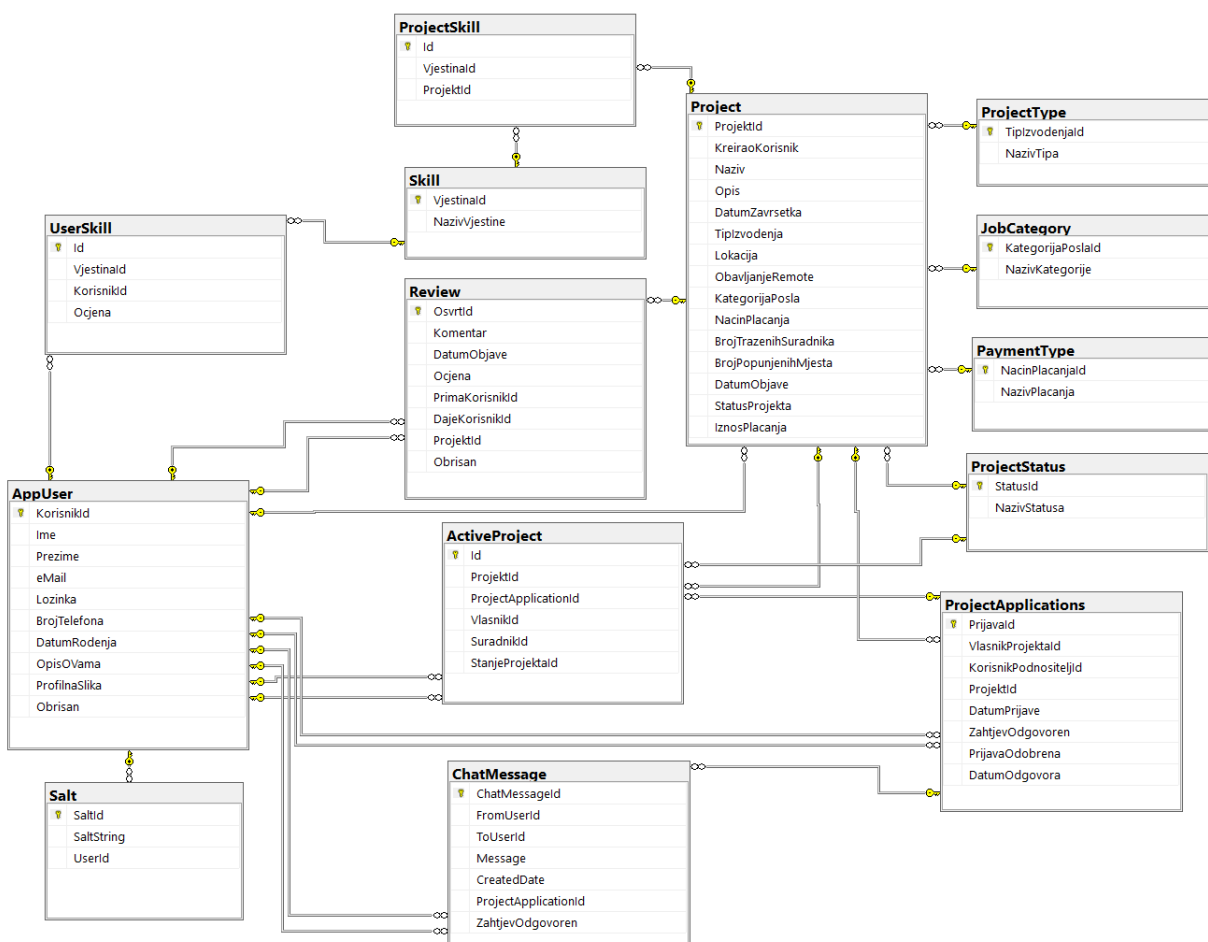 ProjectSkill
Id
VjestinaId
ProjektId
Project
ProjektId
KreiraoKorisnik
Naziv
Opis
DatumZavrsetka
TipIzvodenja
Lokacija
ObavljanjeRemote
KategorijaPosla
NacinPlacanja
BrojTrazenihSuradnika
BrojPopunjenihMjesta
DatumObjave
StatusProjekta
IznosPlacanja
ProjectType
TipIzvodenjaId
NazivTipa
Skill
VjestinaId
NazivVjestine
UserSkill
Id
VjestinaId
KorisnikId
Ocjena
JobCategory
KategorijaPoslaId
NazivKategorije
Review
OsvrtId
Komentar
DatumObjave
Ocjena
PrimaKorisnikId
DajeKorisnikId
ProjektId
Obrisan
PaymentType
NacinPlacanjaId
NazivPlacanja
ProjectStatus
StatusId
NazivStatusa
AppUser
KorisnikId
Ime
Prezime
eMail
Lozinka
BrojTelefona
DatumRodenja
OpisOVama
ProfilnaSlika
Obrisan
ActiveProject
Id
ProjektId
ProjectApplicationId
VlasnikId
SuradnikId
StanjeProjektaId
ProjectApplications
PrijavaId
VlasnikProjektaId
KorisnikPodnositeljId
ProjektId
DatumPrijave
ZahtjevOdgovoren
PrijavaOdobrena
DatumOdgovora
Salt
SaltId
SaltString
UserId
ChatMessage
ChatMessageId
FromUserId
ToUserId
Message
CreatedDate
ProjectApplicationId
ZahtjevOdgovoren